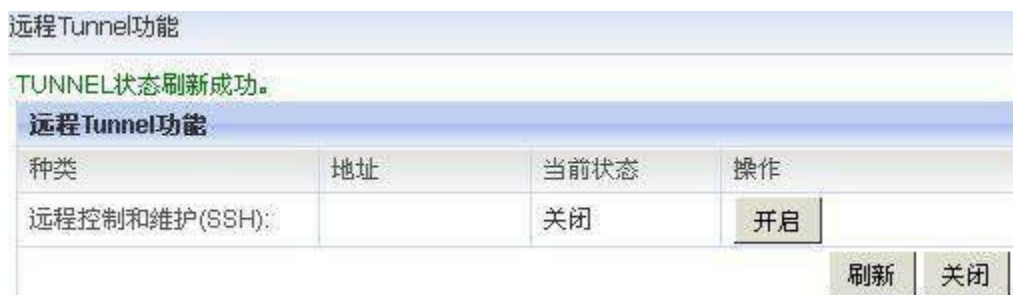 远程Tunnel功能
TUNNEL状态刷新成功。
远程Tunnel功能
种类 地址 当前状态 操作
远程控制和维护(SSH): 关闭 开启
刷新 关闭